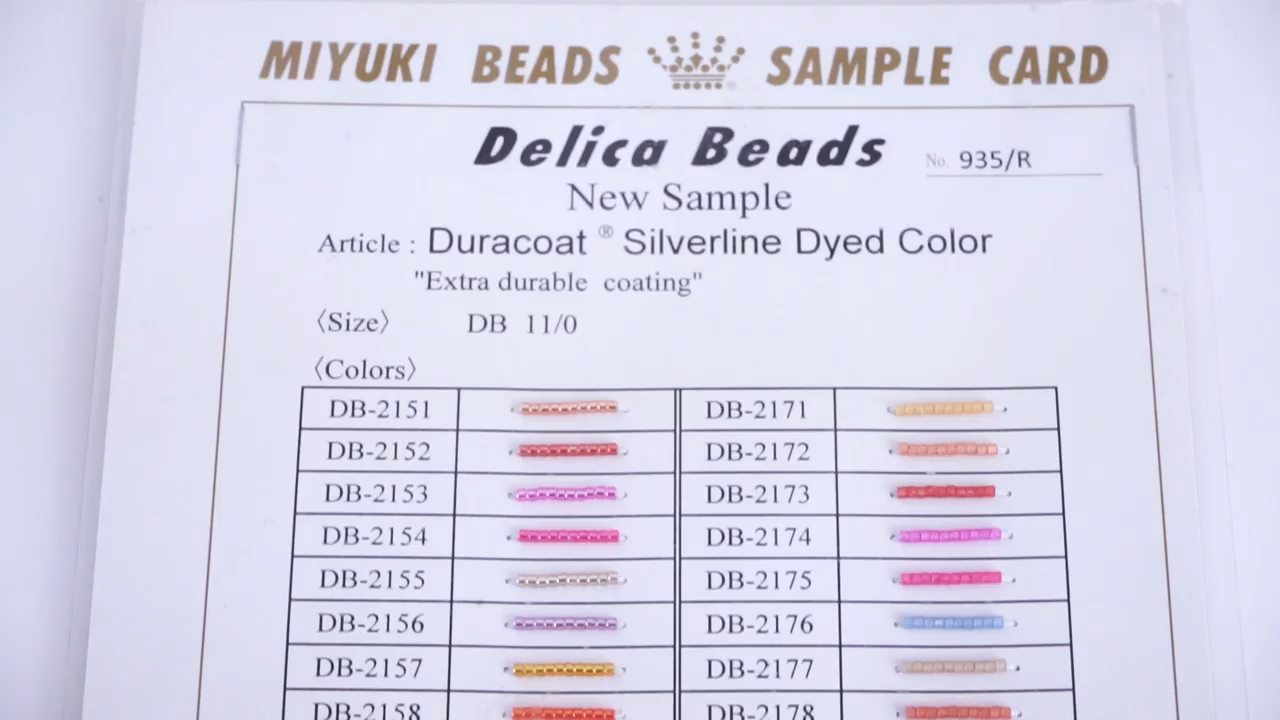 MIYUKI BEADS SAMPLE CARD
Delica Beads
No. 935/R
New Sample
Article : Duracoat ® Silverline Dyed Color
"Extra durable coating"
〈Size〉 DB 11/0
〈Colors〉
DB-2151 DB-2171
DB-2152 DB-2172
DB-2153 DB-2173
DB-2154 DB-2174
DB-2155 DB-2175
DB-2156 DB-2176
DB-2157 DB-2177
DB-2158 DB-2178